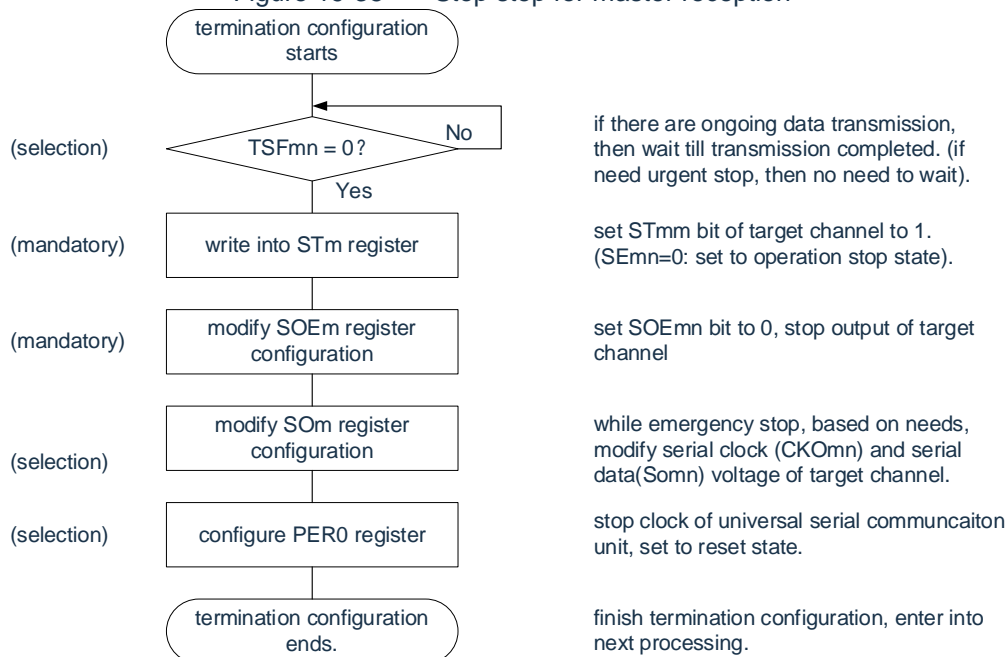 Figure Stop step for master reception
termination configuration
starts
(selection)
TSFmn = 0?
No
Yes
if there are ongoing data transmission,
then wait till transmission completed. (if
need urgent stop, then no need to wait).
(mandatory)
write into STm register
set STmm bit of target channel to 1.
(SEmn=0: set to operation stop state).
(mandatory)
modify SOEm register
configuration
set SOEmn bit to 0, stop output of target
channel
(selection)
modify SOm register
configuration
while emergency stop, based on needs,
modify serial clock (CKOmn) and serial
data(Somn) voltage of target channel.
(selection)
configure PER0 register
stop clock of universal serial communcaiton
unit, set to reset state.
termination configuration
ends.
finish termination configuration, enter into
next processing.